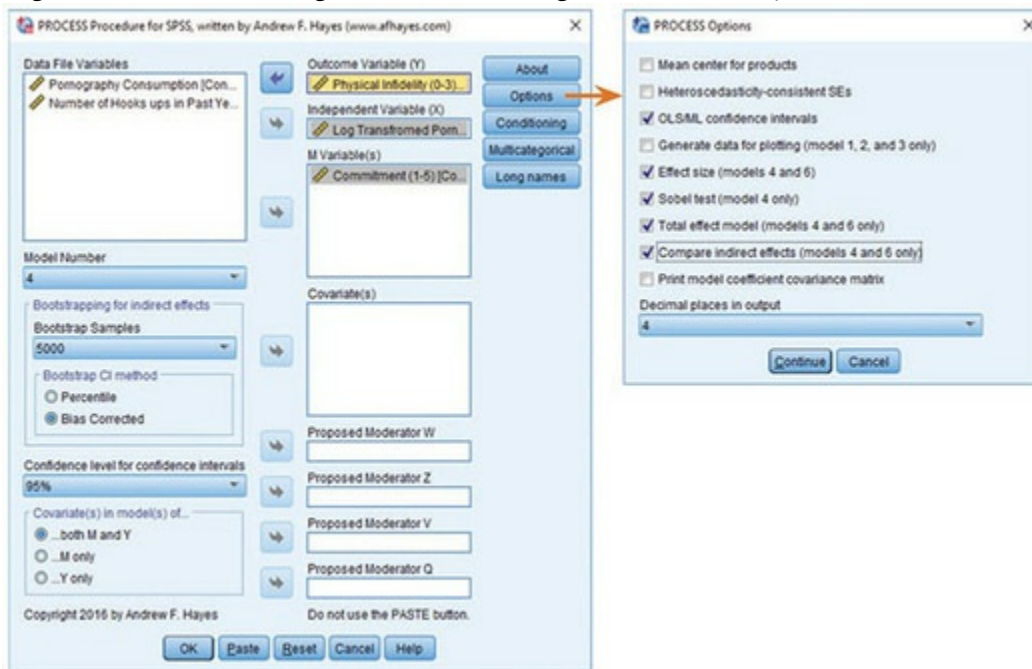 PROCESS Procedure for SPSS, written by Andrew F. Hayes (www.afhayes.com)
Data File Variables
Pornography Consumption [Con...
Number of Hooks ups in Past Ye...
Model Number
4
Bootstrapping for indirect effects
Bootstrap Samples
5000
Bootstrap CI method
Percentile
Bias Corrected
Confidence level for confidence intervals
95%
Covariate(s) in model(s) of...
...both M and Y
...M only
...Y only
Copyright 2016 by Andrew F. Hayes
Outcome Variable (Y)
Physical Infidelity (0-3)...
Independent Variable (X)
Log Transfromed Porn...
M Variable(s)
Commitment (1-5) [Co...
Covariate(s)
Proposed Moderator W
Proposed Moderator Z
Proposed Moderator V
Proposed Moderator Q
Do not use the PASTE button.
About
Options
Conditioning
Multicategorical
Long names
OK
Paste
Reset
Cancel
Help
PROCESS Options
Mean center for products
Heteroscedasticity-consistent SEs
OLS/ML confidence intervals
Generate data for plotting (model 1, 2, and 3 only)
Effect size (models 4 and 6)
Sobel test (model 4 only)
Total effect model (models 4 and 6 only)
Compare indirect effects (models 4 and 6 only)
Print model coefficient covariance matrix
Decimal places in output
4
Continue
Cancel